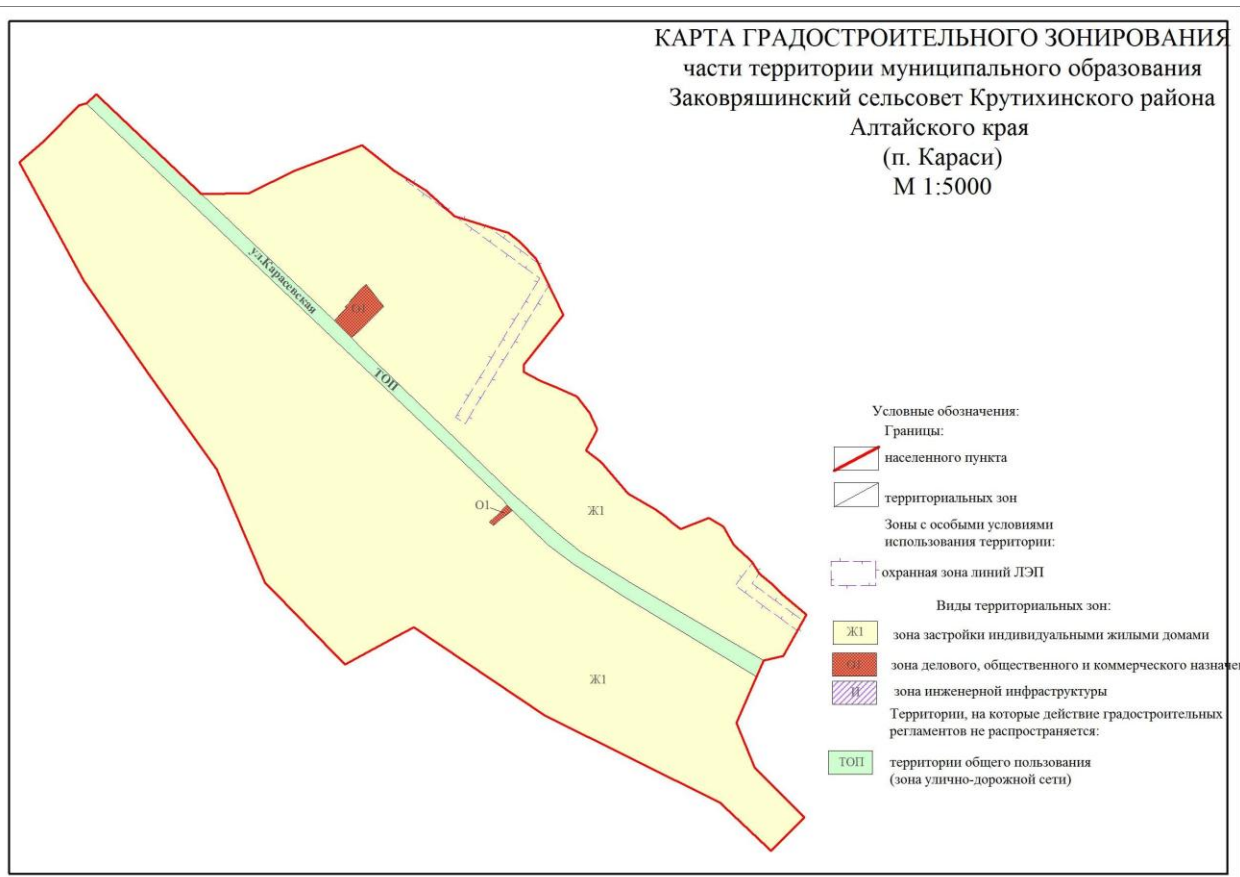 КАРТА ГРАДОСТРОИТЕЛЬНОГО ЗОНИРОВАНИЯ
части территории муниципального образования
Заковряшинский сельсовет Крутихинского района
Алтайского края
(п. Караси)
М 1:5000
ул.Карасевская
О1
ТОП
О1
Ж1
Ж1
Условные обозначения:
Границы:
населенного пункта
территориальных зон
Зоны с особыми условиями
использования территории:
охранная зона линий ЛЭП
Виды территориальных зон:
Ж1 зона застройки индивидуальными жилыми домами
О1 зона делового, общественного и коммерческого назначе
И зона инженерной инфраструктуры
Территории, на которые действие градостроительных
регламентов не распространяется:
ТОП территории общего пользования
(зона улично-дорожной сети)